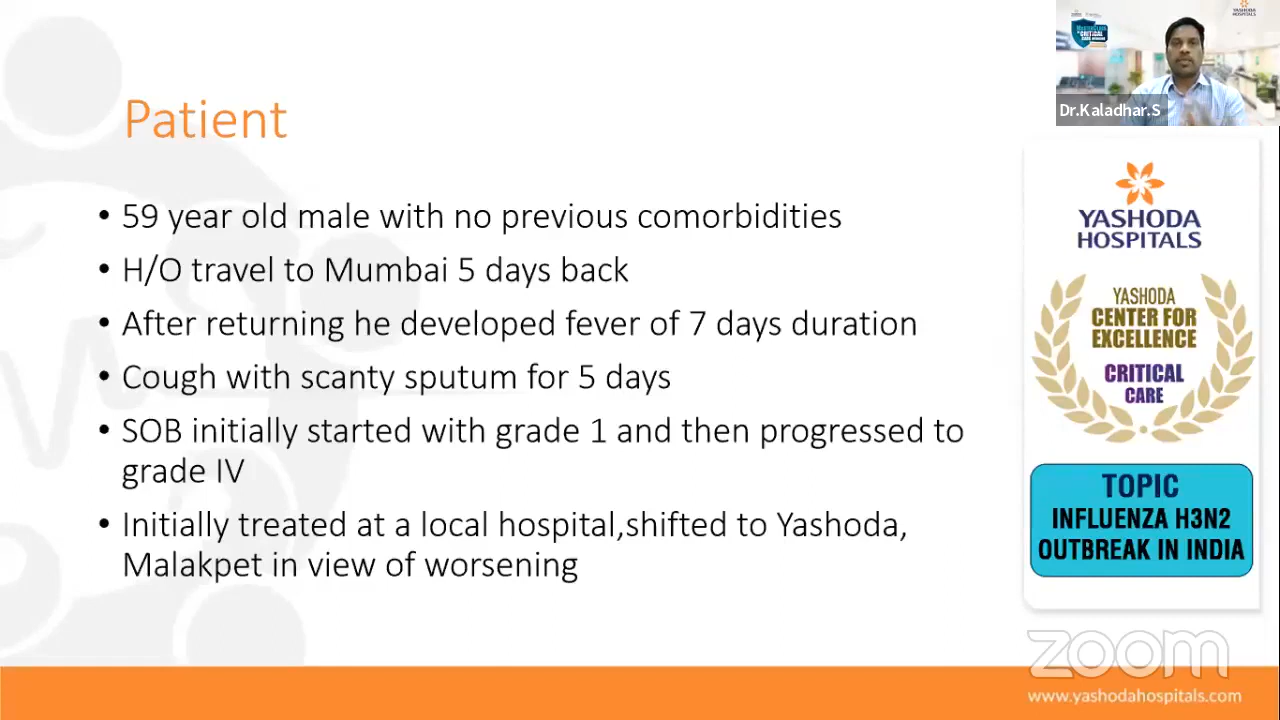 Patient
• 59 year old male with no previous comorbidities
• H/O travel to Mumbai 5 days back
• After returning he developed fever of 7 days duration
• Cough with scanty sputum for 5 days
• SOB initially started with grade 1 and then progressed to
grade IV
• Initially treated at a local hospital,shifted to Yashoda,
Malakpet in view of worsening
YASHODA
HOSPITALS
Dr.Kaladhar.S
YASHODA
HOSPITALS
YASHODA
CENTER FOR
EXCELLENCE
CRITICAL
CARE
TOPIC
INFLUENZA H3N2
OUTBREAK IN INDIA
zoom
www.yashodahospitals.com